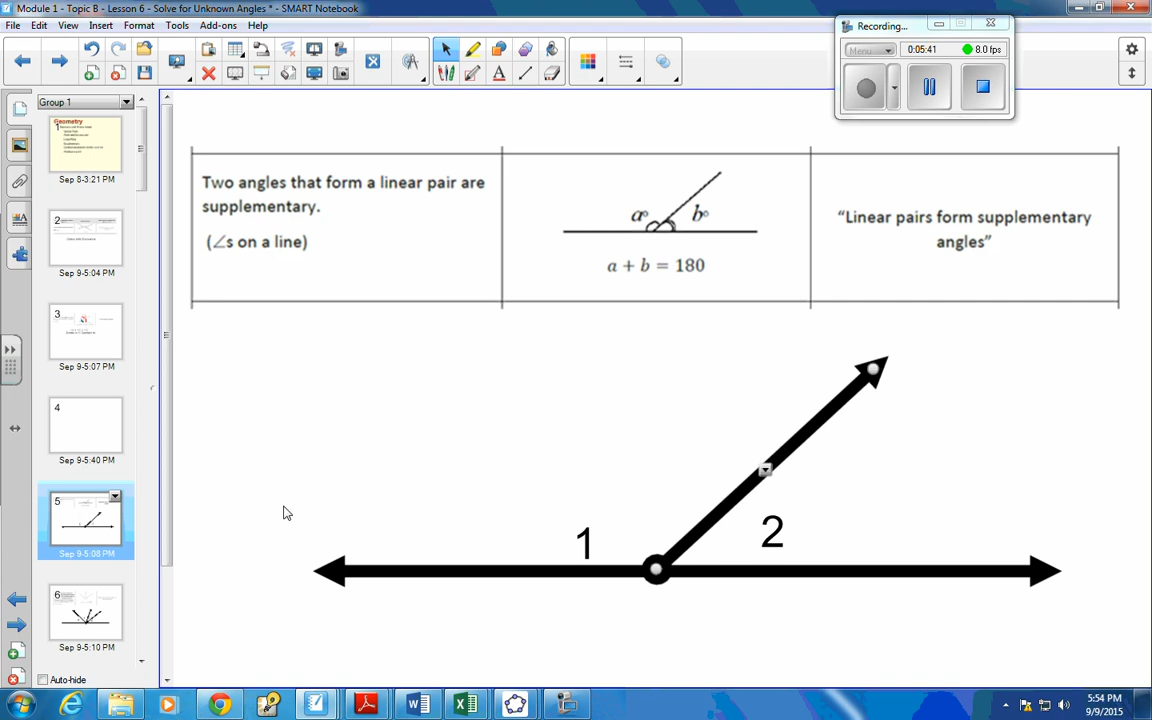 Module 1 - Topic B - Lesson 6 - Solve for Unknown Angles * - SMART Notebook
File Edit View Insert Format Tools Add-ons Help
Recording...
Menu
0:05:41
8.0 fps
Group 1
1
Geometry
Sep 8-3:21 PM
2
Sep 9-5:04 PM
3
Sep 9-5:07 PM
4
Sep 9-5:40 PM
5
Sep 9-5:08 PM
6
Sep 9-5:10 PM
Auto-hide
Two angles that form a linear pair are
supplementary.
(∠s on a line)
a° b°
a + b = 180
“Linear pairs form supplementary
angles”
1 2
5:54 PM
9/9/2015